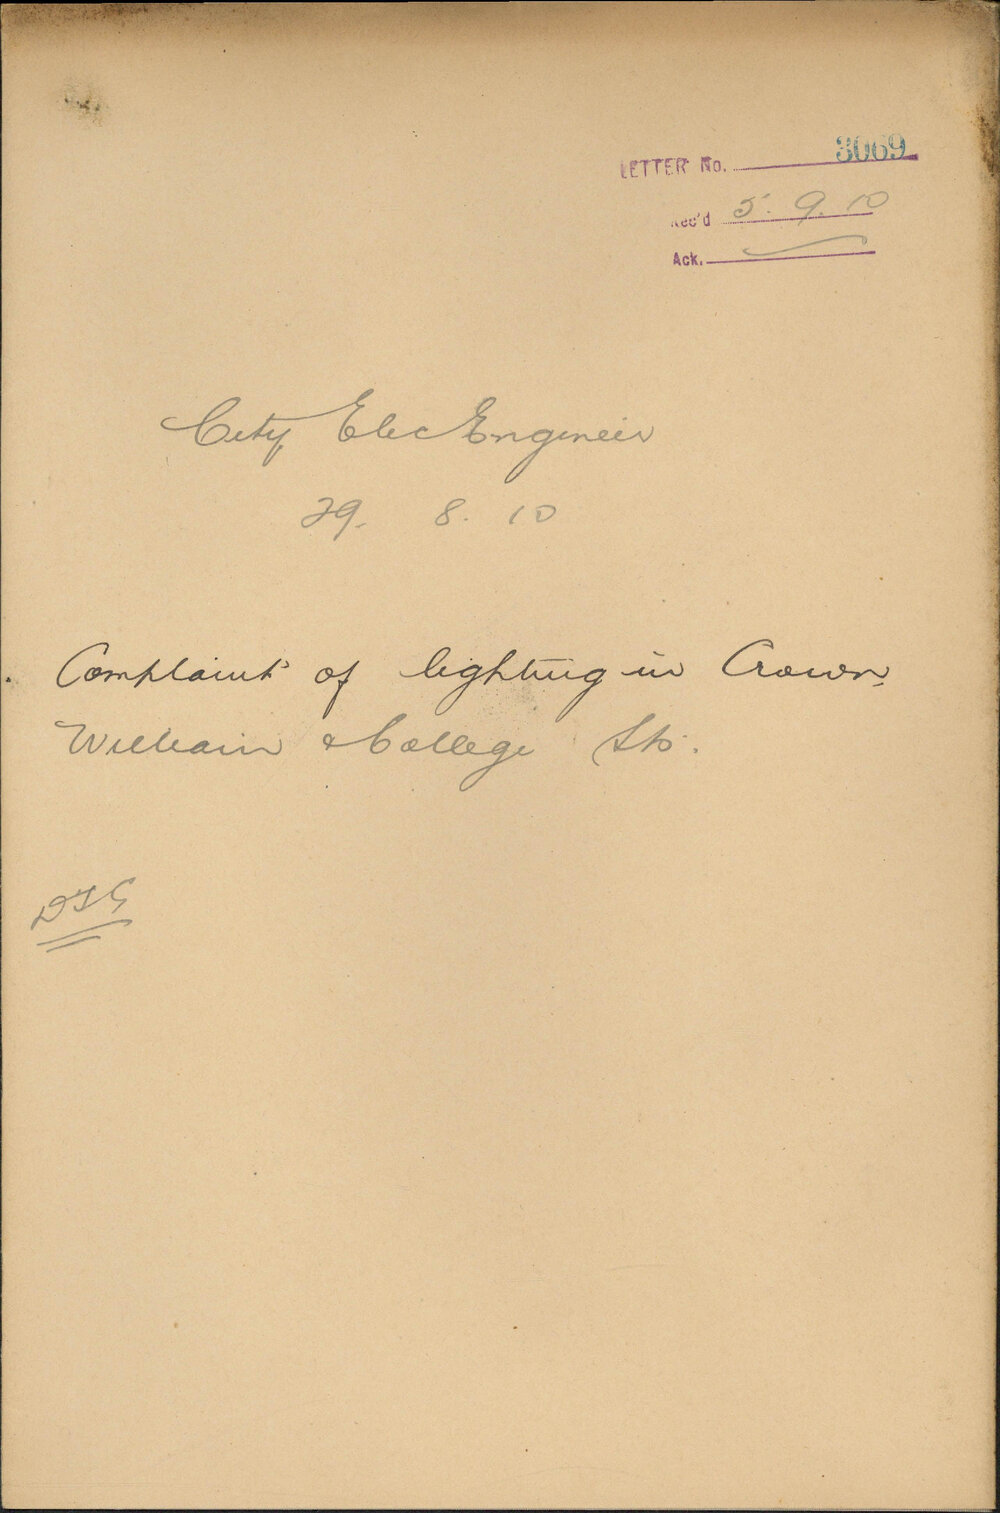 LETTER No. 3069
Rec'd 5. 9. 10
Ack.
City Elec Engineer
29. 8. 10
Complaint of lighting in Crown,
William & College Sts.